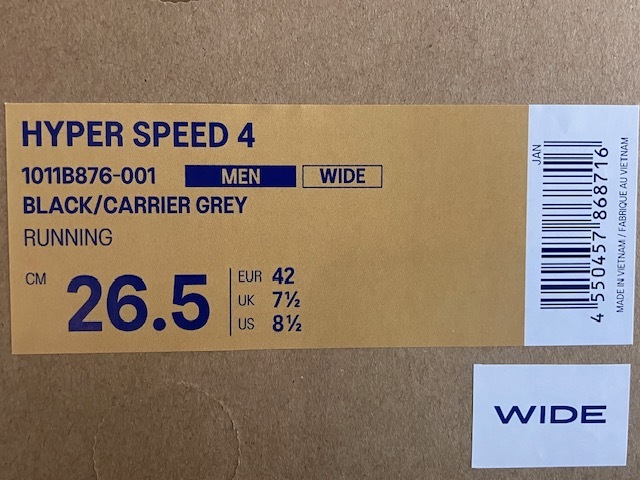 HYPER SPEED 4
1011B876-001 MEN WIDE
BLACK/CARRIER GREY
RUNNING
CM 26.5
EUR 42
UK 7½
US 8½
JAN
4 550457 868716
MADE IN VIETNAM / FABRIQUE AU VIETNAM
WIDE